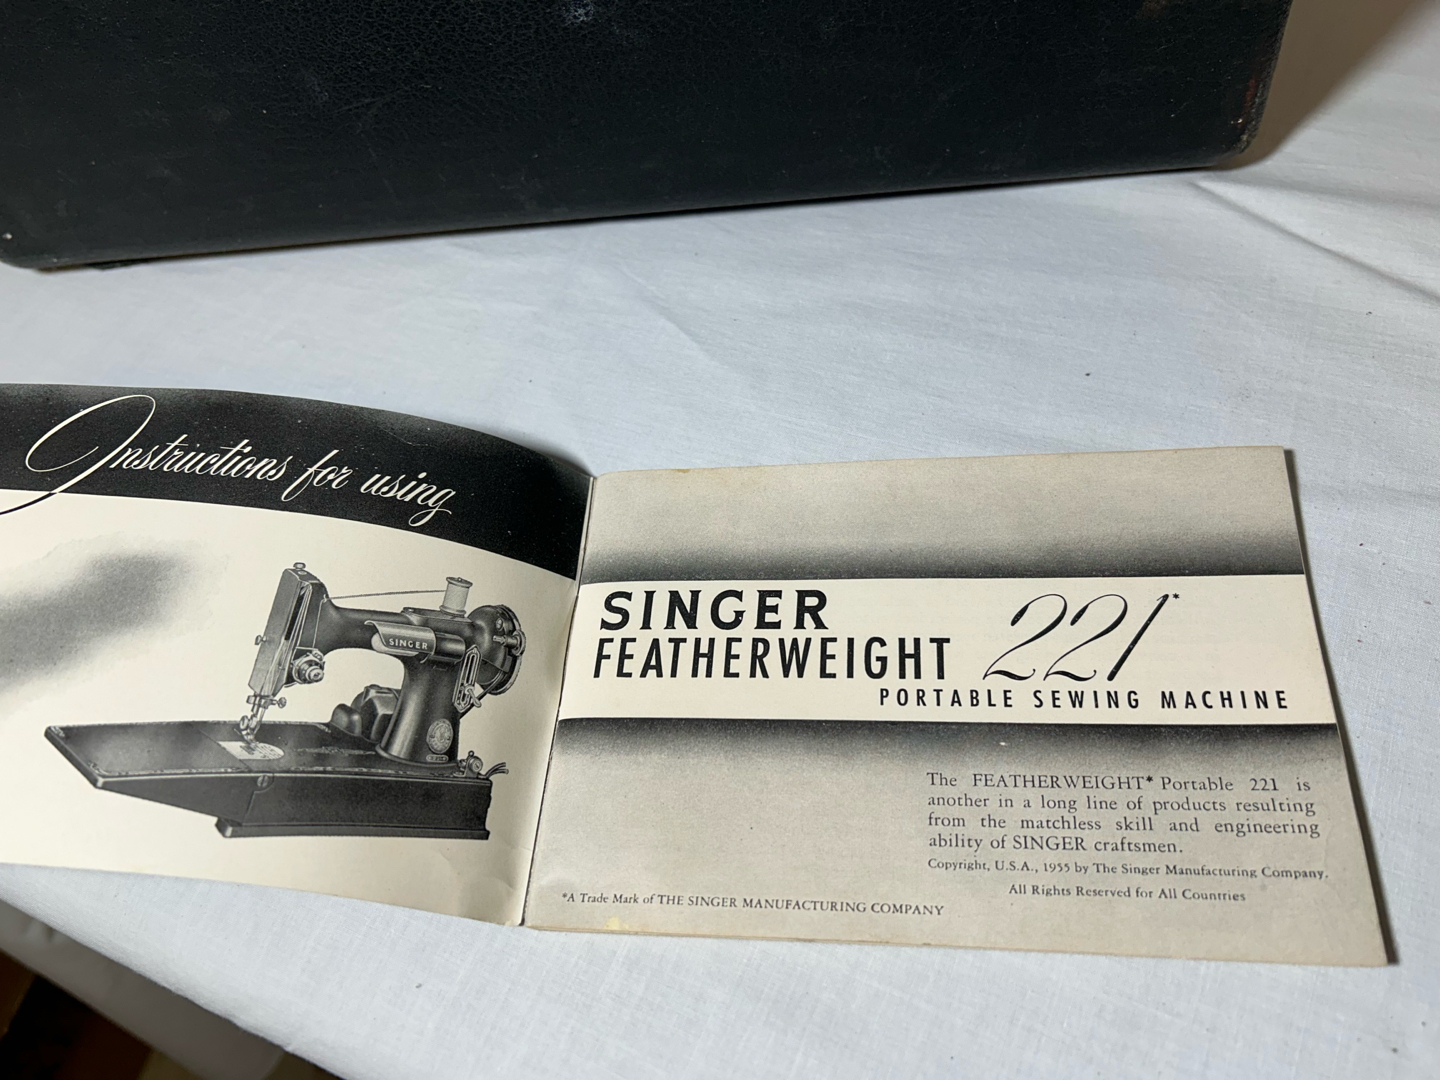 Instructions for using
SINGER
SINGER
FEATHERWEIGHT 221*
PORTABLE SEWING MACHINE
The FEATHERWEIGHT* Portable 221 is
another in a long line of products resulting
from the matchless skill and engineering
ability of SINGER craftsmen.
Copyright, U.S.A., 1955 by The Singer Manufacturing Company.
All Rights Reserved for All Countries
*A Trade Mark of THE SINGER MANUFACTURING COMPANY